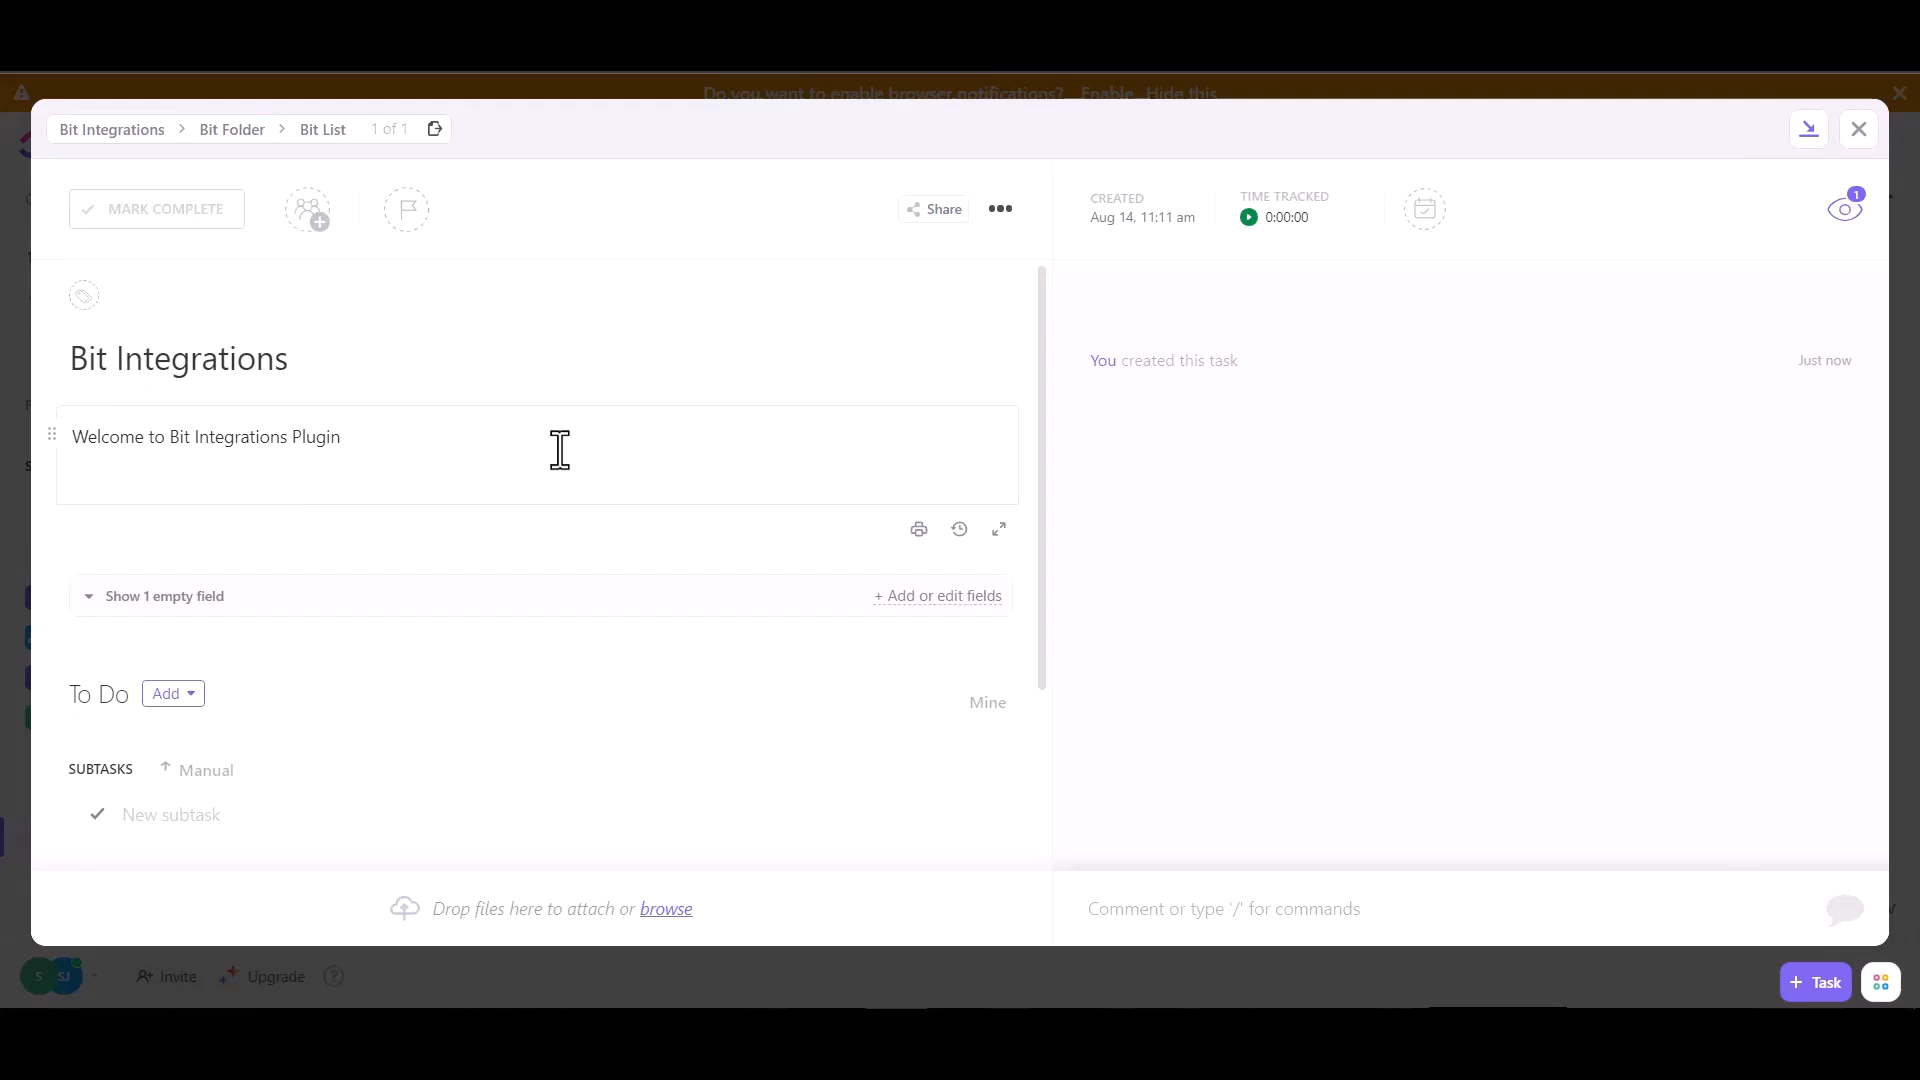 Do you want to enable browser notifications? Enable Hide this
Bit Integrations > Bit Folder > Bit List 1 of 1
MARK COMPLETE
Share
CREATED
Aug 14, 11:11 am
TIME TRACKED
0:00:00
1
Bit Integrations
You created this task
Just now
Welcome to Bit Integrations Plugin
Show 1 empty field
+ Add or edit fields
To Do
Add
Mine
SUBTASKS
Manual
New subtask
Drop files here to attach or browse
Comment or type '/' for commands
S
SJ
Invite
Upgrade
?
+ Task